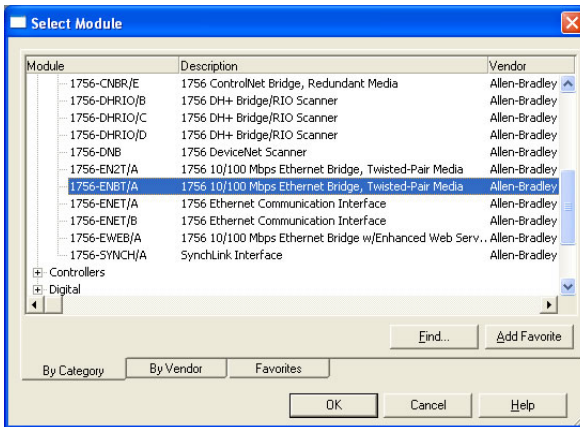 Select Module
Module Description Vendor
1756-CNBR/E 1756 ControlNet Bridge, Redundant Media Allen-Bradley
1756-DHRIO/B 1756 DH+ Bridge/RIO Scanner Allen-Bradley
1756-DHRIO/C 1756 DH+ Bridge/RIO Scanner Allen-Bradley
1756-DHRIO/D 1756 DH+ Bridge/RIO Scanner Allen-Bradley
1756-DNB 1756 DeviceNet Scanner Allen-Bradley
1756-EN2T/A 1756 10/100 Mbps Ethernet Bridge, Twisted-Pair Media Allen-Bradley
1756-ENBT/A 1756 10/100 Mbps Ethernet Bridge, Twisted-Pair Media Allen-Bradley
1756-ENET/A 1756 Ethernet Communication Interface Allen-Bradley
1756-ENET/B 1756 Ethernet Communication Interface Allen-Bradley
1756-EWEB/A 1756 10/100 Mbps Ethernet Bridge w/Enhanced Web Serv.. Allen-Bradley
1756-SYNCH/A SynchLink Interface Allen-Bradley
Controllers
Digital
Find... Add Favorite
By Category By Vendor Favorites
OK Cancel Help